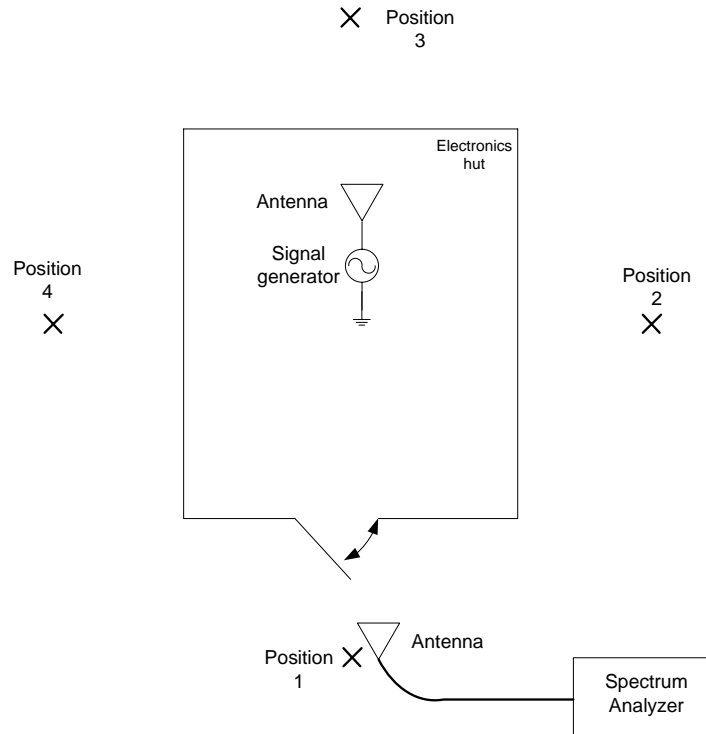 Position
3
Electronics
hut
Antenna
Signal
generator
Position
4
Position
2
Antenna
Position
1
Spectrum
Analyzer